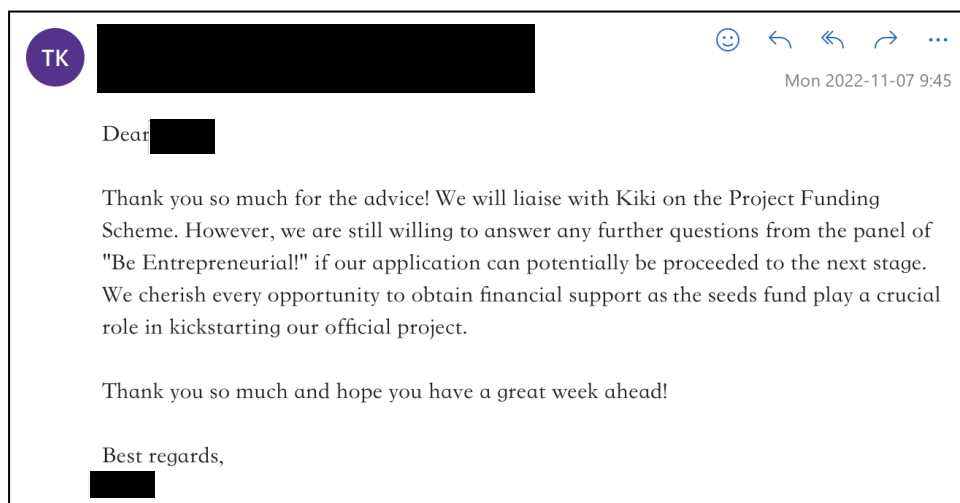 TK
Mon 2022-11-07 9:45
Dear
Thank you so much for the advice! We will liaise with Kiki on the Project Funding
Scheme. However, we are still willing to answer any further questions from the panel of
"Be Entrepreneurial!" if our application can potentially be proceeded to the next stage.
We cherish every opportunity to obtain financial support as the seeds fund play a crucial
role in kickstarting our official project.
Thank you so much and hope you have a great week ahead!
Best regards,